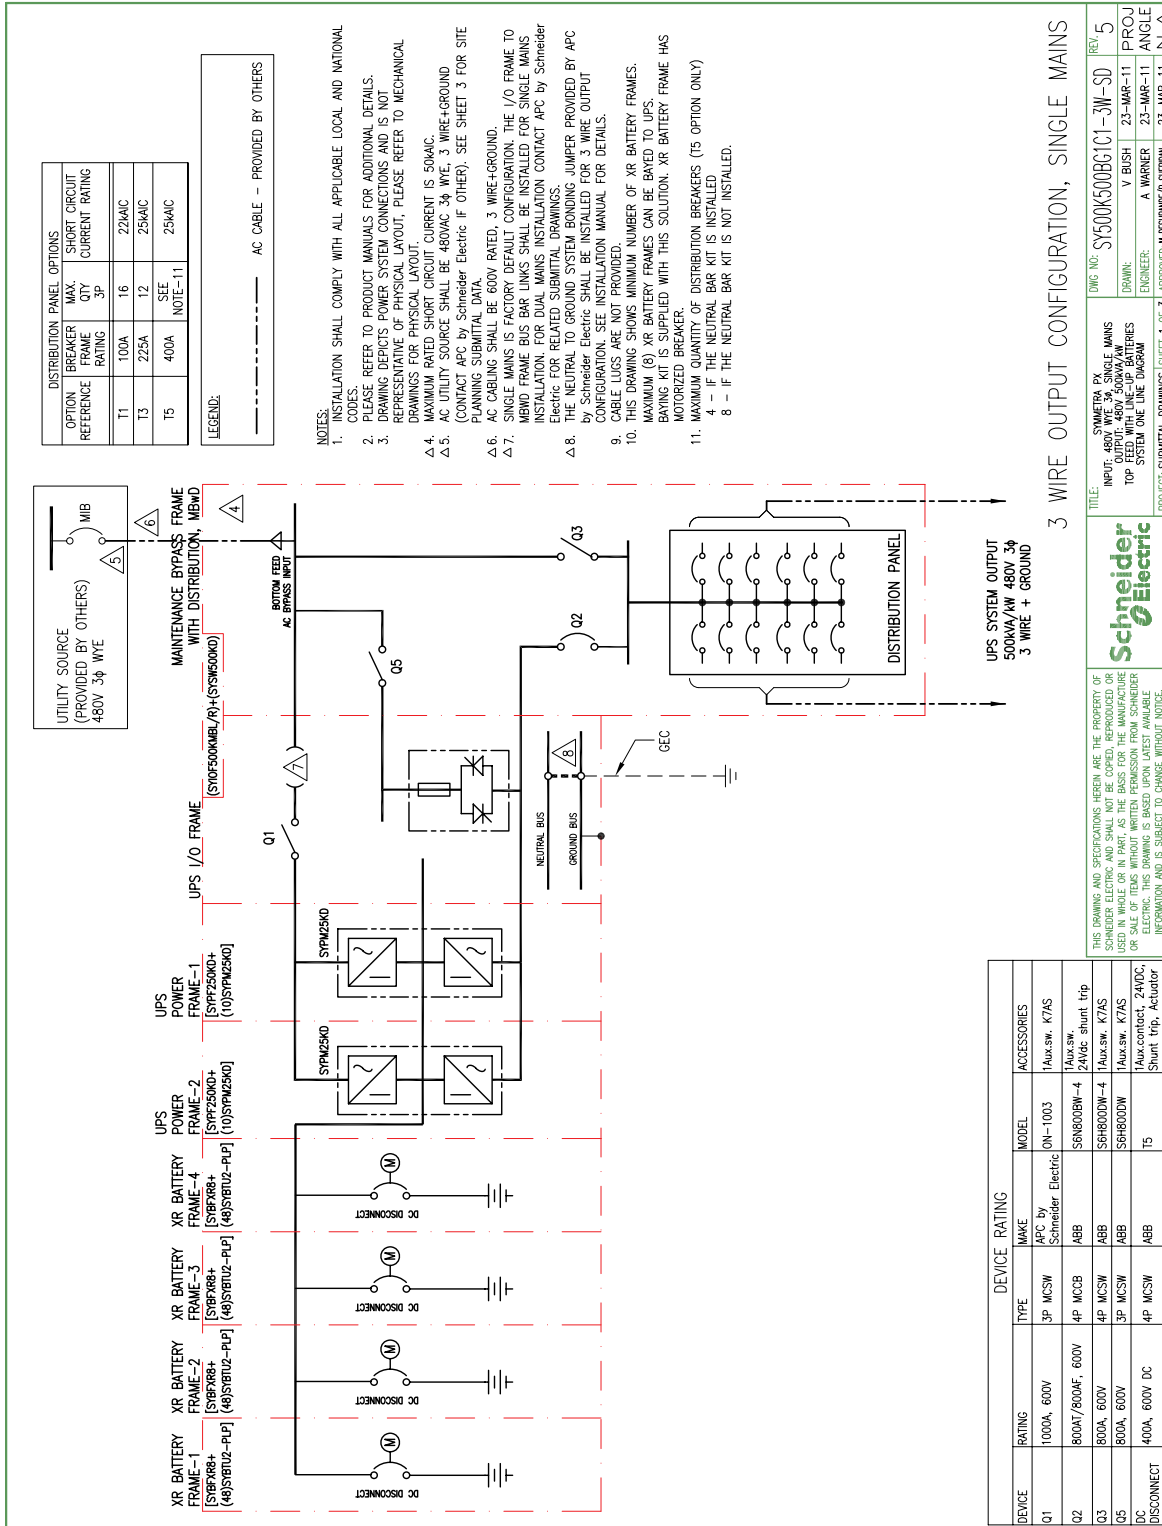 UTILITY SOURCE
(PROVIDED BY OTHERS)
480V 3ϕ WYE
MIB
5
6
MAINTENANCE BYPASS FRAME
WITH DISTRIBUTION, MBwD
4
(SYIOF500KMBL/R)+(SYSW500KD)
UPS I/O FRAME
UPS
POWER
FRAME-1
[SYPF250KD+
(10)SYPM25KD]
UPS
POWER
FRAME-2
[SYPF250KD+
(10)SYPM25KD]
XR BATTERY
FRAME-4
[SYBFXR8+
(48)SYBTU2-PLP]
XR BATTERY
FRAME-3
[SYBFXR8+
(48)SYBTU2-PLP]
XR BATTERY
FRAME-2
[SYBFXR8+
(48)SYBTU2-PLP]
XR BATTERY
FRAME-1
[SYBFXR8+
(48)SYBTU2-PLP]
BOTTOM FEED
AC BYPASS INPUT
Q1
7
Q5
Q3
Q2
SYPM25KD
SYPM25KD
M
DC DISCONNECT
M
DC DISCONNECT
M
DC DISCONNECT
M
DC DISCONNECT
NEUTRAL BUS
GROUND BUS
8
GEC
DISTRIBUTION PANEL
UPS SYSTEM OUTPUT
500kVA/kW 480V 3ϕ
3 WIRE + GROUND
DISTRIBUTION PANEL OPTIONS
OPTION REFERENCE BREAKER FRAME RATING MAX. QTY 3P SHORT CIRCUIT CURRENT RATING
T1 100A 16 22kAIC
T3 225A 12 25kAIC
T5 400A SEE NOTE-11 25kAIC
LEGEND:
AC CABLE - PROVIDED BY OTHERS
NOTES:
1. INSTALLATION SHALL COMPLY WITH ALL APPLICABLE LOCAL AND NATIONAL
CODES.
2. PLEASE REFER TO PRODUCT MANUALS FOR ADDITIONAL DETAILS.
3. DRAWING DEPICTS POWER SYSTEM CONNECTIONS AND IS NOT
REPRESENTATIVE OF PHYSICAL LAYOUT, PLEASE REFER TO MECHANICAL
DRAWINGS FOR PHYSICAL LAYOUT.
△ 4. MAXIMUM RATED SHORT CIRCUIT CURRENT IS 50kAIC.
△ 5. AC UTILITY SOURCE SHALL BE 480VAC 3ϕ WYE, 3 WIRE+GROUND
(CONTACT APC by Schneider Electric IF OTHER). SEE SHEET 3 FOR SITE
PLANNING SUBMITTAL DATA.
△ 6. AC CABLING SHALL BE 600V RATED, 3 WIRE+GROUND.
△ 7. SINGLE MAINS IS FACTORY DEFAULT CONFIGURATION. THE I/O FRAME TO
MBWD FRAME BUS BAR LINKS SHALL BE INSTALLED FOR SINGLE MAINS
INSTALLATION. FOR DUAL MAINS INSTALLATION CONTACT APC by Schneider
Electric FOR RELATED SUBMITTAL DRAWINGS.
△ 8. THE NEUTRAL TO GROUND SYSTEM BONDING JUMPER PROVIDED BY APC
by Schneider Electric SHALL BE INSTALLED FOR 3 WIRE OUTPUT
CONFIGURATION. SEE INSTALLATION MANUAL FOR DETAILS.
9. CABLE LUGS ARE NOT PROVIDED.
10. THIS DRAWING SHOWS MINIMUM NUMBER OF XR BATTERY FRAMES.
MAXIMUM (8) XR BATTERY FRAMES CAN BE BAYED TO UPS.
BAYING KIT IS SUPPLIED WITH THIS SOLUTION. XR BATTERY FRAME HAS
MOTORIZED BREAKER.
11. MAXIMUM QUANTITY OF DISTRIBUTION BREAKERS (T5 OPTION ONLY)
4 - IF THE NEUTRAL BAR KIT IS INSTALLED
8 - IF THE NEUTRAL BAR KIT IS NOT INSTALLED.
3 WIRE OUTPUT CONFIGURATION, SINGLE MAINS
DEVICE RATING
DEVICE RATING TYPE MAKE MODEL ACCESSORIES
Q1 1000A, 600V 3P MCSW APC by Schneider Electric ON-1003 1Aux.sw. K7AS
Q2 800AT/800AF, 600V 4P MCCB ABB S6N800BW-4 1Aux.sw. 24Vdc shunt trip
Q3 800A, 600V 4P MCSW ABB S6H800DW-4 1Aux.sw. K7AS
Q5 800A, 600V 3P MCSW ABB S6H800DW 1Aux.sw. K7AS
DC DISCONNECT 400A, 600V DC 4P MCSW ABB T5 1Aux.contact, 24VDC, Shunt trip, Actuator
THIS DRAWING AND SPECIFICATIONS HEREIN ARE THE PROPERTY OF
SCHNEIDER ELECTRIC AND SHALL NOT BE COPIED, REPRODUCED OR
USED IN WHOLE OR IN PART, AS THE BASIS FOR THE MANUFACTURE
OR SALE OF ITEMS WITHOUT WRITTEN PERMISSION FROM SCHNEIDER
ELECTRIC. THIS DRAWING IS BASED UPON LATEST AVAILABLE
INFORMATION AND IS SUBJECT TO CHANGE WITHOUT NOTICE.
Schneider
Electric
TITLE: SYMMETRA PX
INPUT: 480V WYE 3ϕ, SINGLE MAINS
OUTPUT: 480V 500kVA/kW
TOP FEED WITH LINE-UP BATTERIES
SYSTEM ONE LINE DIAGRAM
PROJECT: SUBMITTAL DRAWINGS SHEET 1 OF 3
DWG NO: SY500K500BG1C1-3W-SD
REV: 5
DRAWN: V BUSH 23-MAR-11
ENGINEER: A WARNER 23-MAR-11
APPROVED: 23-MAR-11
PROJ
ANGLE